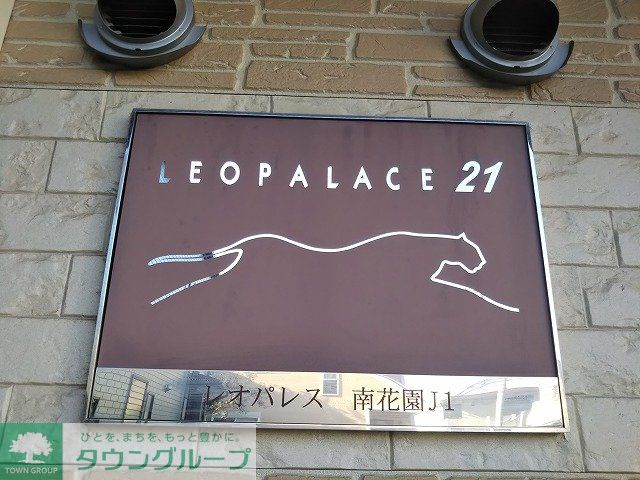 LEOPALACE 21
レオパレス 南花園J1
ひとを、まちを、もっと豊かに。
タウングループ
TOWN GROUP